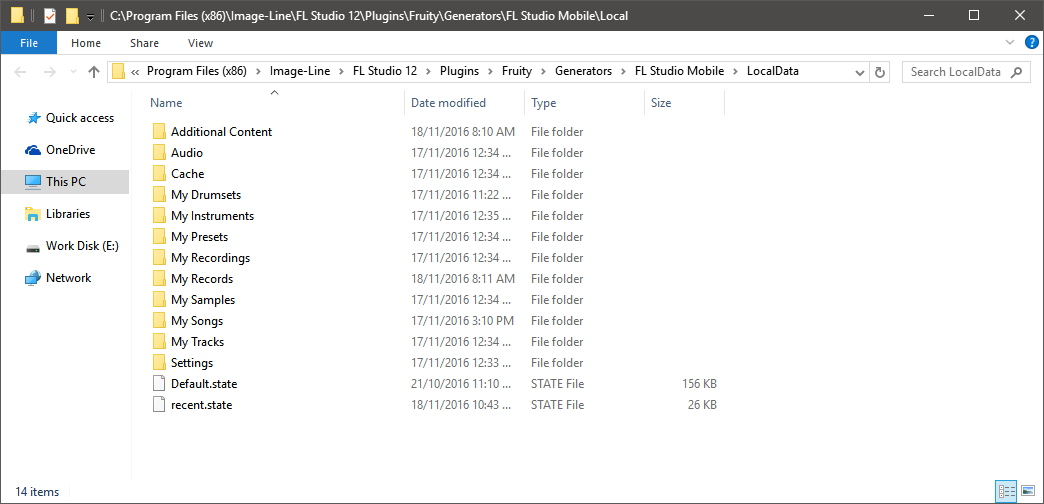 C:\Program Files (x86)\Image-Line\FL Studio 12\Plugins\Fruity\Generators\FL Studio Mobile\Local
File Home Share View
« Program Files (x86) > Image-Line > FL Studio 12 > Plugins > Fruity > Generators > FL Studio Mobile > LocalData
Search LocalData
Quick access
OneDrive
This PC
Libraries
Work Disk (E:)
Network
Name Date modified Type Size
Additional Content 18/11/2016 8:10 AM File folder
Audio 17/11/2016 12:34 ... File folder
Cache 17/11/2016 12:34 ... File folder
My Drumsets 17/11/2016 11:22 ... File folder
My Instruments 17/11/2016 12:35 ... File folder
My Presets 17/11/2016 12:34 ... File folder
My Recordings 17/11/2016 12:34 ... File folder
My Records 18/11/2016 8:11 AM File folder
My Samples 17/11/2016 12:34 ... File folder
My Songs 17/11/2016 3:10 PM File folder
My Tracks 17/11/2016 12:34 ... File folder
Settings 17/11/2016 12:33 ... File folder
Default.state 21/10/2016 11:10 ... STATE File 156 KB
recent.state 18/11/2016 10:43 ... STATE File 26 KB
14 items